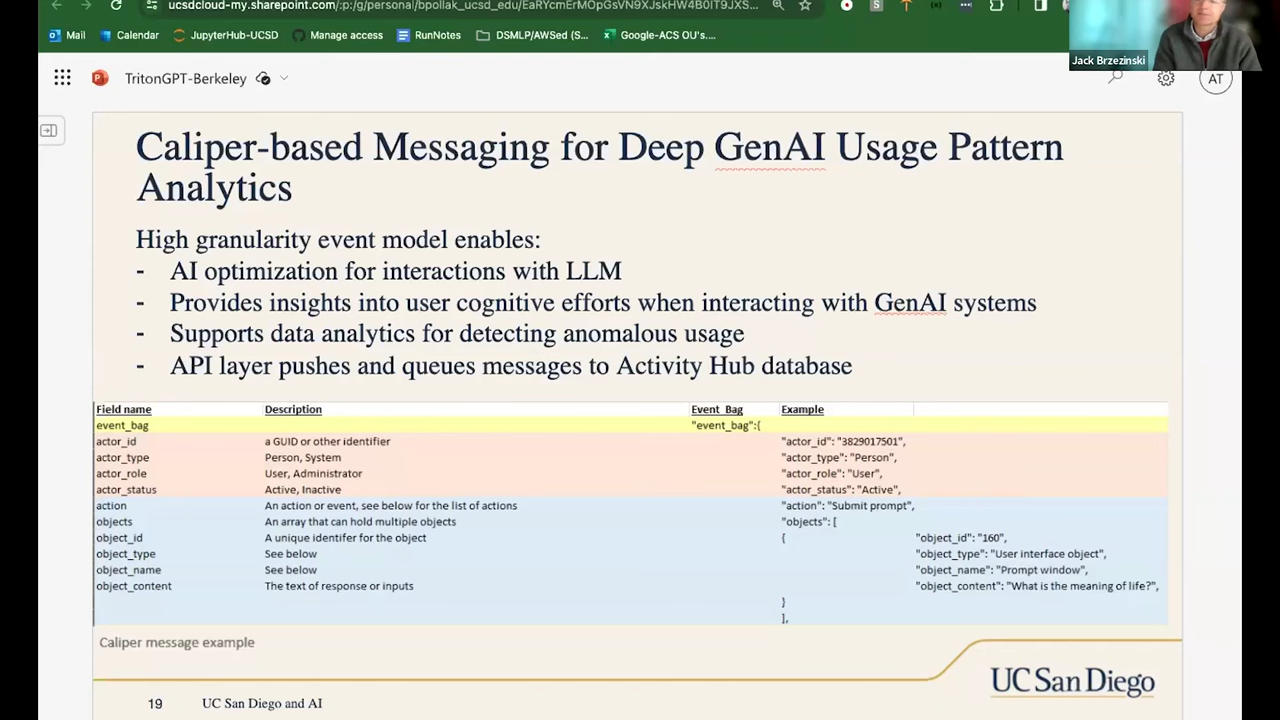 ucsdcloud-my.sharepoint.com/:p:/g/personal/bpollak_ucsd_edu/EaRYcmErMOpGsVN9XJskHW4B0IT9JXS...
Mail Calendar JupyterHub-UCSD Manage access RunNotes DSMLP/AWSed (S... Google-ACS OU's....
Jack Brzezinski
TritonGPT-Berkeley
AT
Caliper-based Messaging for Deep GenAI Usage Pattern
Analytics
High granularity event model enables:
- AI optimization for interactions with LLM
- Provides insights into user cognitive efforts when interacting with GenAI systems
- Supports data analytics for detecting anomalous usage
- API layer pushes and queues messages to Activity Hub database
Field name Description Event_Bag Example
event_bag "event_bag":{
actor_id a GUID or other identifier "actor_id": "3829017501",
actor_type Person, System "actor_type": "Person",
actor_role User, Administrator "actor_role": "User",
actor_status Active, Inactive "actor_status": "Active",
action An action or event, see below for the list of actions "action": "Submit prompt",
objects An array that can hold multiple objects "objects": [
object_id A unique identifer for the object { "object_id": "160",
object_type See below "object_type": "User interface object",
object_name See below "object_name": "Prompt window",
object_content The text of response or inputs "object_content": "What is the meaning of life?",
}
],
Caliper message example
UC San Diego
19 UC San Diego and AI